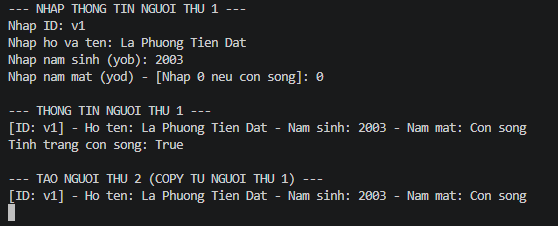 --- NHAP THONG TIN NGUOI THU 1 ---
Nhap ID: v1
Nhap ho va ten: La Phuong Tien Dat
Nhap nam sinh (yob): 2003
Nhap nam mat (yod) - [Nhap 0 neu con song]: 0
--- THONG TIN NGUOI THU 1 ---
[ID: v1] - Ho ten: La Phuong Tien Dat - Nam sinh: 2003 - Nam mat: Con song
Tinh trang con song: True
--- TAO NGUOI THU 2 (COPY TU NGUOI THU 1) ---
[ID: v1] - Ho ten: La Phuong Tien Dat - Nam sinh: 2003 - Nam mat: Con song